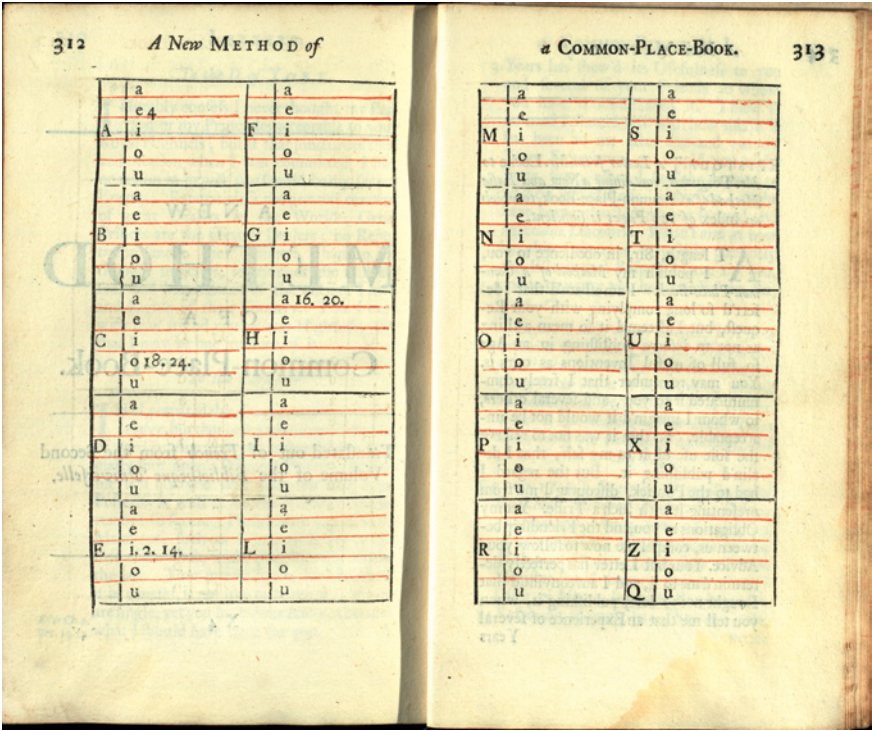 312 A New METHOD of
a
e 4
A i
o
u
a
e
B i
o
u
a
e
C i
o 18. 24.
u
a
e
D i
o
u
a
e
E i. 2. 14.
o
u
a
e
F i
o
u
a
e
G i
o
u
a 16. 20.
e
H i
o
u
a
e
I i
o
u
a
e
L i
o
u
a COMMON-PLACE-BOOK. 313
a
e
M i
o
u
a
e
N i
o
u
a
e
O i
o
u
a
e
P i
o
u
a
e
R i
o
u
a
e
S i
o
u
a
e
T i
o
u
a
e
U i
o
u
a
e
X i
o
u
a
e
Z i
o
Q u